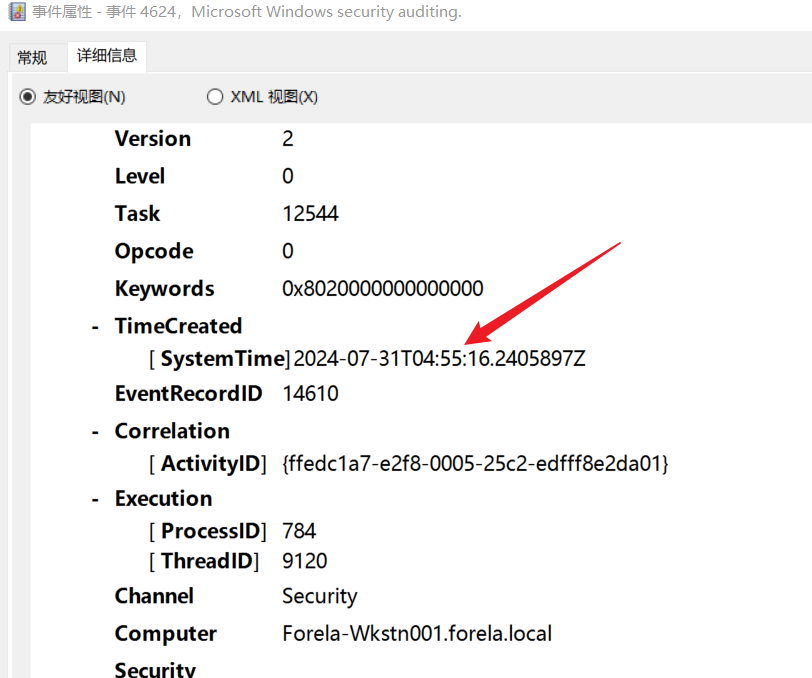 事件属性 - 事件 4624，Microsoft Windows security auditing.
常规 详细信息
友好视图(N) XML 视图(X)
Version 2
Level 0
Task 12544
Opcode 0
Keywords 0x8020000000000000
- TimeCreated
[ SystemTime] 2024-07-31T04:55:16.2405897Z
EventRecordID 14610
- Correlation
[ ActivityID] {ffedc1a7-e2f8-0005-25c2-edfff8e2da01}
- Execution
[ ProcessID] 784
[ ThreadID] 9120
Channel Security
Computer Forela-Wkstn001.forela.local
Security